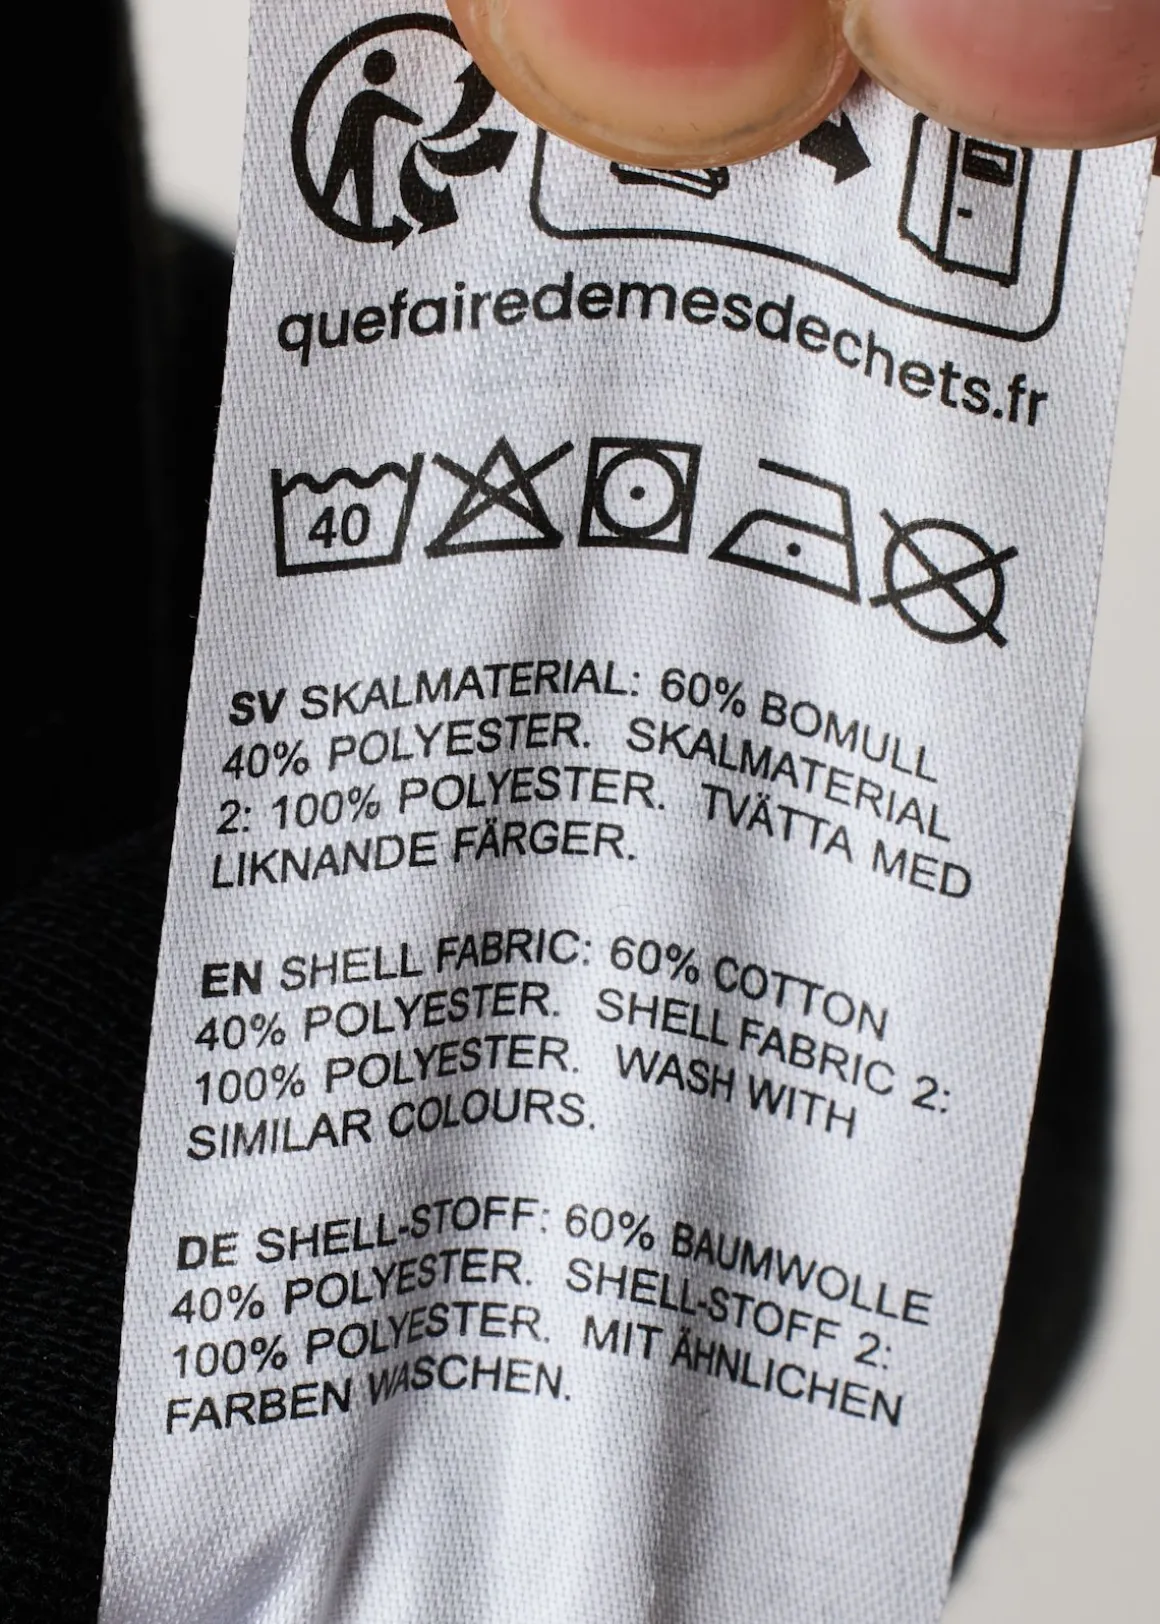 quefairedemesdechets.fr
40
SV SKALMATERIAL: 60% BOMULL
40% POLYESTER. SKALMATERIAL
2: 100% POLYESTER. TVÄTTA MED
LIKNANDE FÄRGER.
EN SHELL FABRIC: 60% COTTON
40% POLYESTER. SHELL FABRIC 2:
100% POLYESTER. WASH WITH
SIMILAR COLOURS.
DE SHELL-STOFF: 60% BAUMWOLLE
40% POLYESTER. SHELL-STOFF 2:
100% POLYESTER. MIT ÄHNLICHEN
FARBEN WASCHEN.